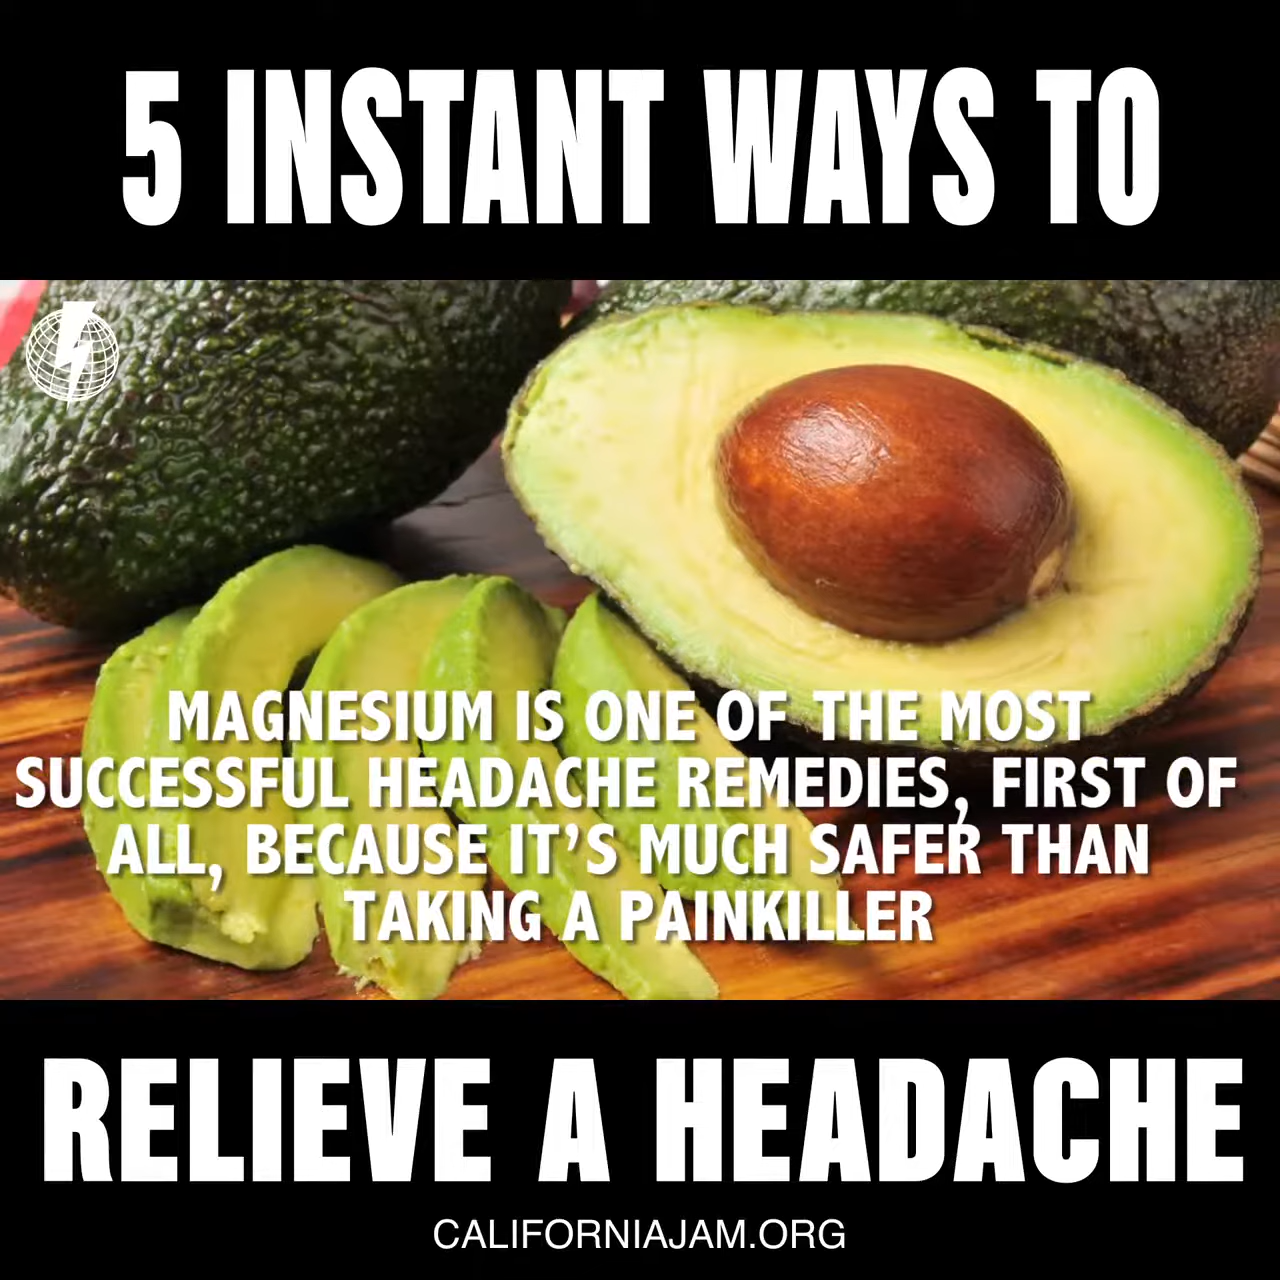 5 INSTANT WAYS TO
MAGNESIUM IS ONE OF THE MOST
SUCCESSFUL HEADACHE REMEDIES, FIRST OF
ALL, BECAUSE IT’S MUCH SAFER THAN
TAKING A PAINKILLER
RELIEVE A HEADACHE
CALIFORNIAJAM.ORG